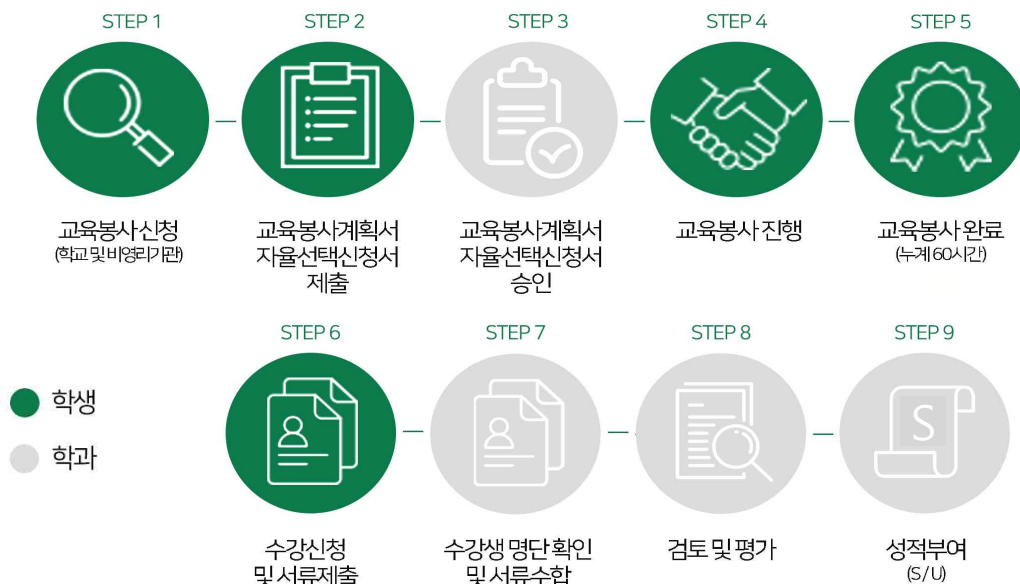 STEP 1
STEP 2
STEP 3
STEP 4
STEP 5
교육봉사 신청
(학교 및 비영리기관)
교육봉사계획서
자율선택신청서
제출
교육봉사계획서
자율선택신청서
승인
교육봉사 진행
교육봉사 완료
(누계 60시간)
STEP 6
STEP 7
STEP 8
STEP 9
학생
학과
S
수강신청
및 서류제출
수강생 명단 확인
및 서류수합
검토 및 평가
성적부여
(S / U)